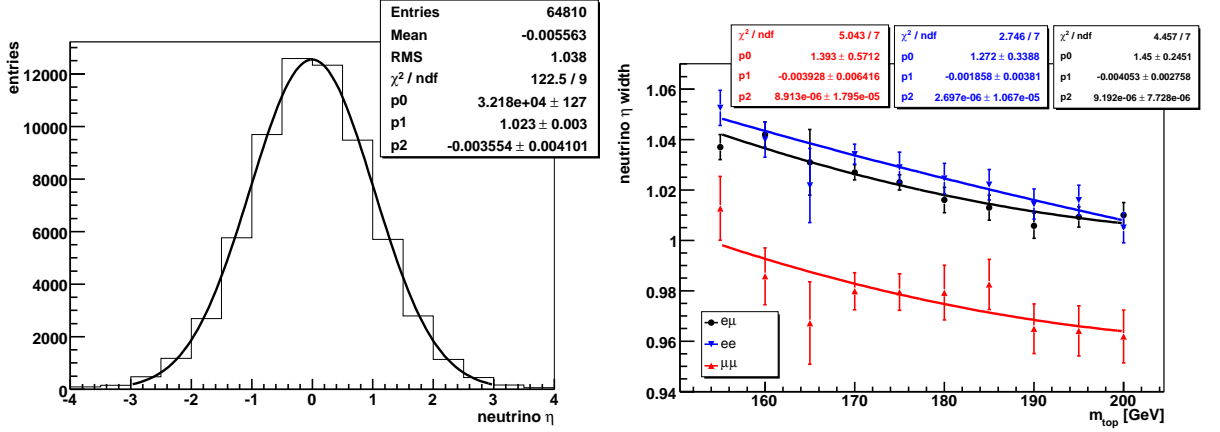 Entries 64810
Mean -0.005563
RMS 1.038
χ² / ndf 122.5 / 9
p0 3.218e+04 ± 127
p1 1.023 ± 0.003
p2 -0.003554 ± 0.004101
entries
12000
10000
8000
6000
4000
2000
0
-4 -3 -2 -1 0 1 2 3 4
neutrino η
χ² / ndf 5.043 / 7
p0 1.393 ± 0.5712
p1 -0.003928 ± 0.006416
p2 8.913e-06 ± 1.795e-05
χ² / ndf 2.746 / 7
p0 1.272 ± 0.3388
p1 -0.001858 ± 0.00381
p2 2.697e-06 ± 1.067e-05
χ² / ndf 4.457 / 7
p0 1.45 ± 0.2451
p1 -0.004053 ± 0.002758
p2 9.192e-06 ± 7.728e-06
neutrino η width
1.06
1.04
1.02
1
0.98
0.96
0.94
eμ
ee
μμ
160 170 180 190 200
m_top [GeV]